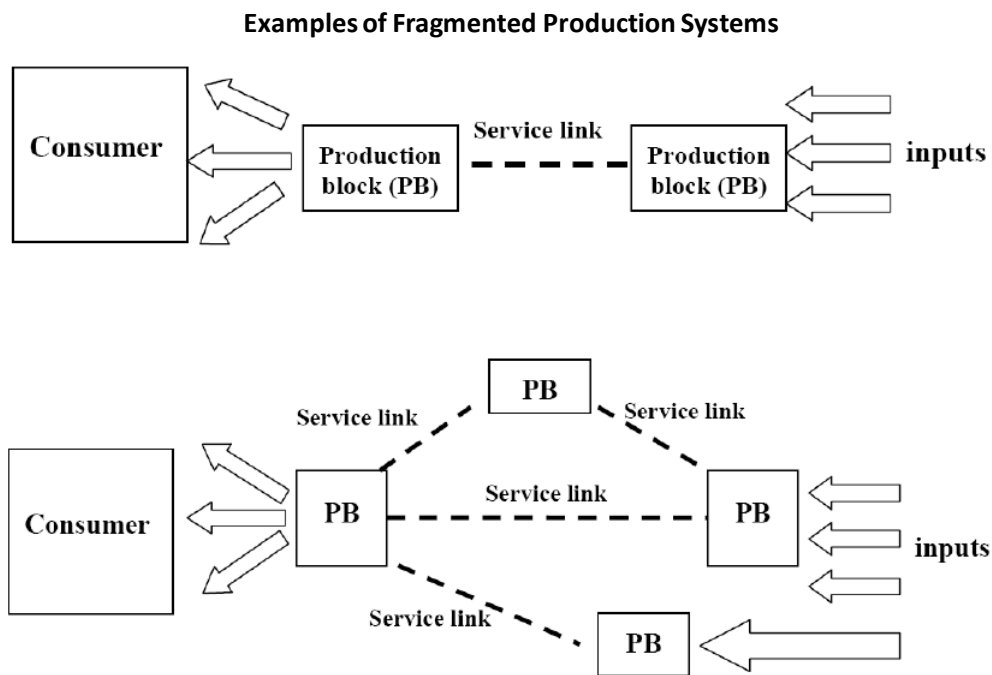 Examples of Fragmented Production Systems
Consumer
Production
block (PB)
Service link
Production
block (PB)
inputs
PB
Service link
Service link
Consumer
PB
Service link
PB
inputs
Service link
PB